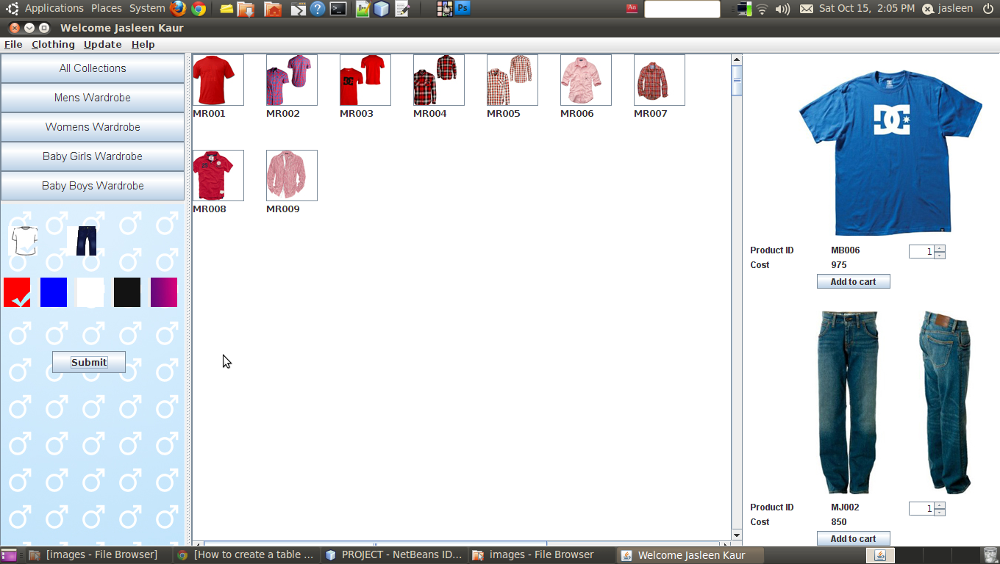 Applications Places System
Aa
Sat Oct 15, 2:05 PM
jasleen
Ps
Welcome Jasleen Kaur
File Clothing Update Help
All Collections
Mens Wardrobe
Womens Wardrobe
Baby Girls Wardrobe
Baby Boys Wardrobe
Submit
MR001 MR002 MR003 MR004 MR005 MR006 MR007
MR008 MR009
DC
Product ID MB006 1
Cost 975
Add to cart
Product ID MJ002 1
Cost 850
Add to cart
[images - File Browser] [How to create a table ... PROJECT - NetBeans ID... images - File Browser Welcome Jasleen Kaur